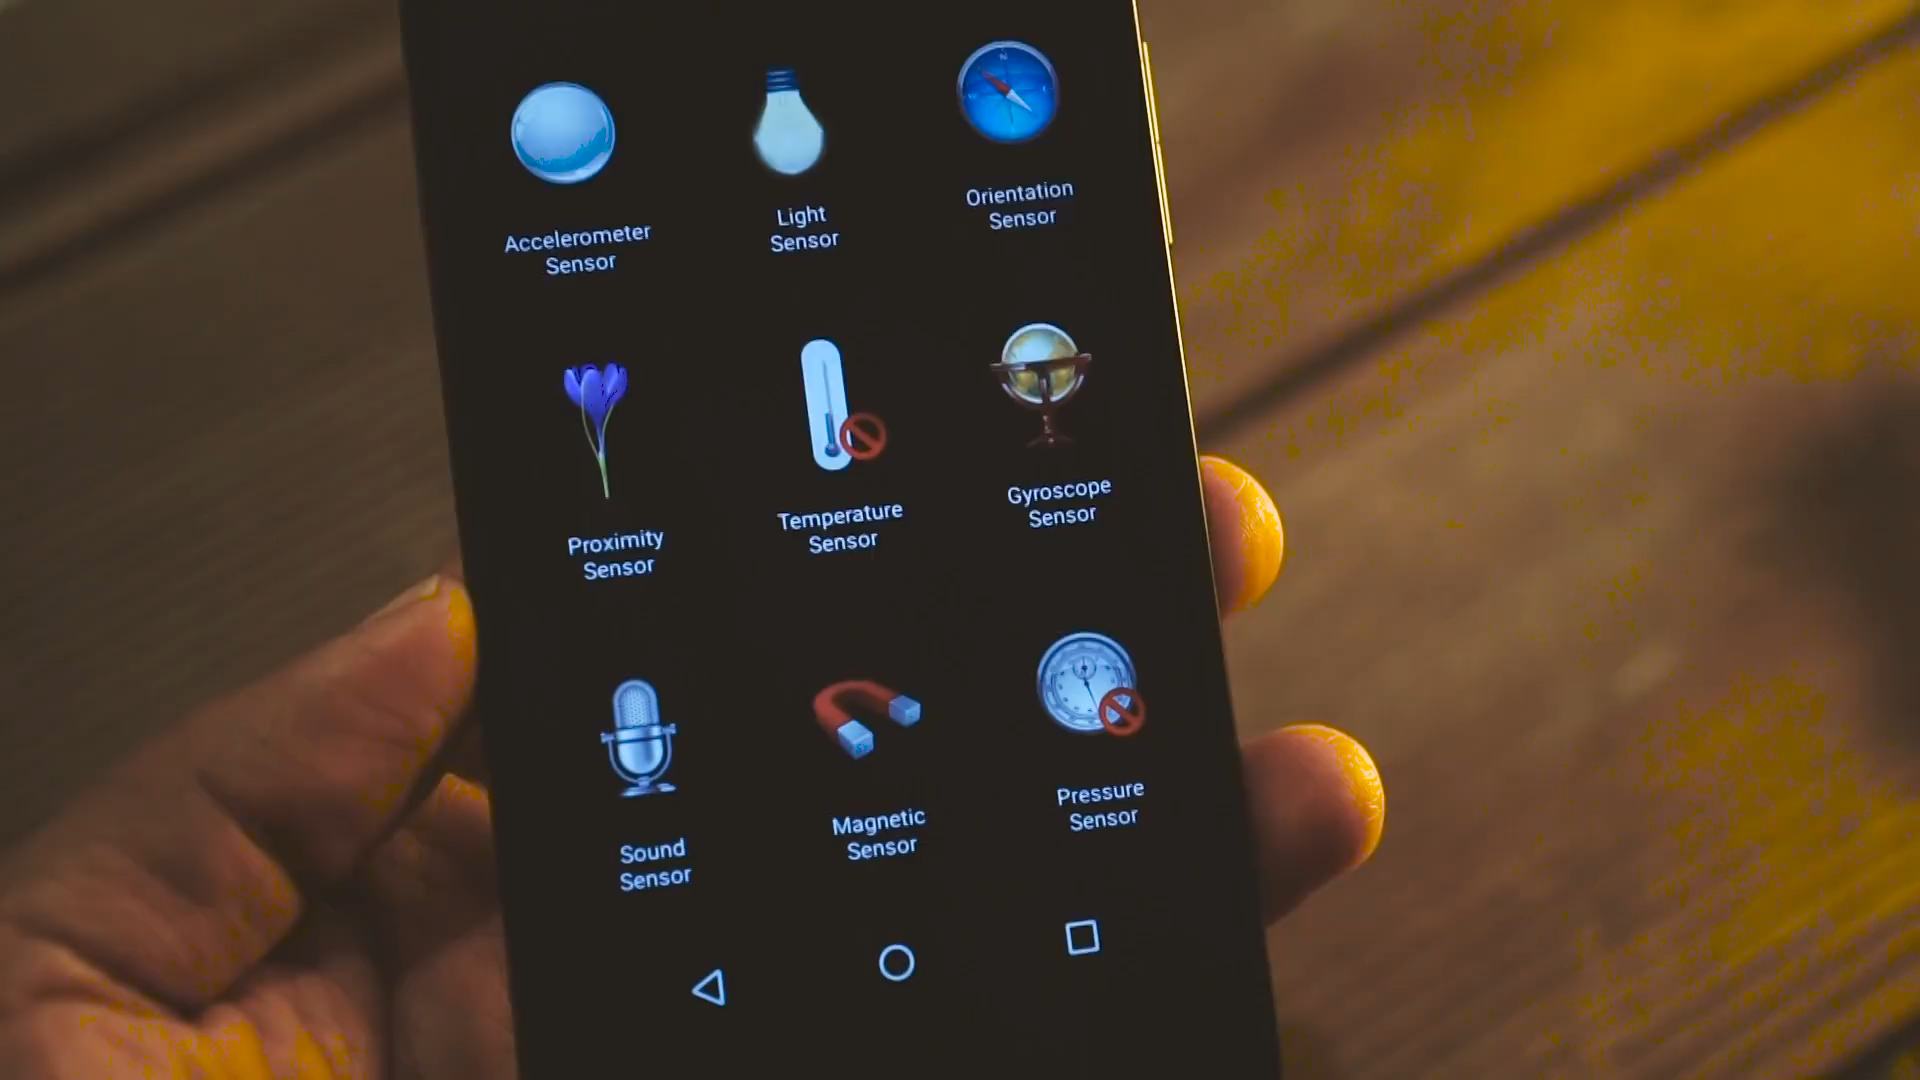 Accelerometer
Sensor
Light
Sensor
N
Orientation
Sensor
Proximity
Sensor
Temperature
Sensor
Gyroscope
Sensor
Sound
Sensor
Magnetic
Sensor
Pressure
Sensor